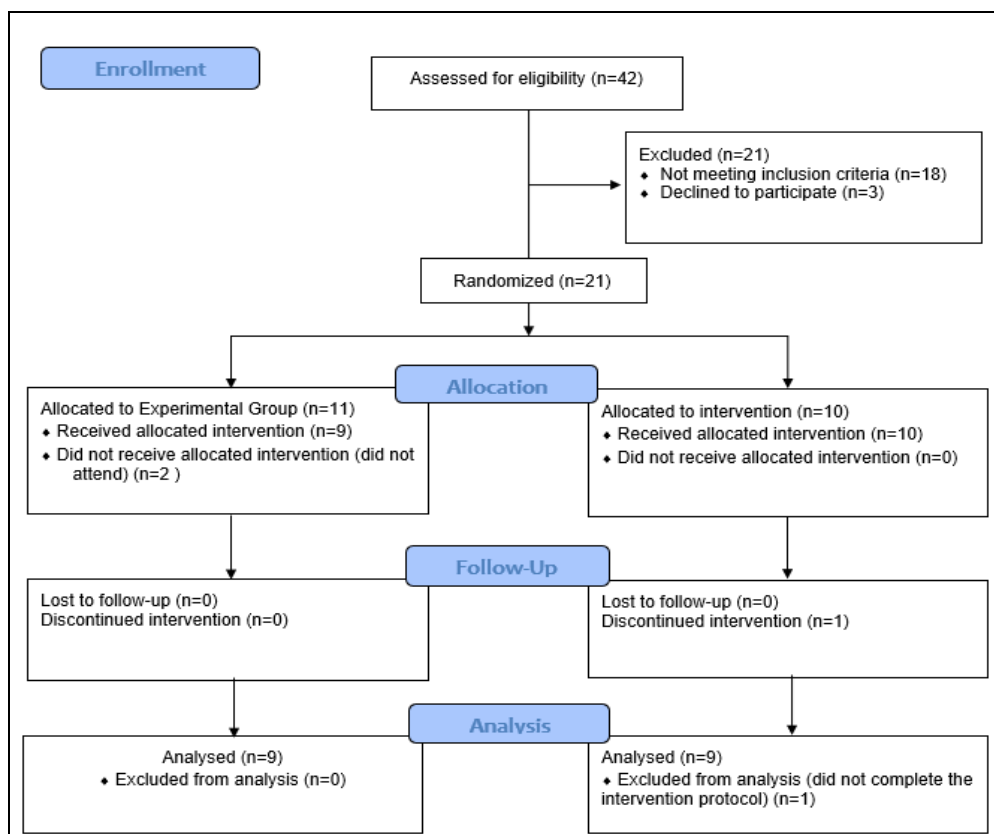 Enrollment
Assessed for eligibility (n=42)
Excluded (n=21)
⬥ Not meeting inclusion criteria (n=18)
⬥ Declined to participate (n=3)
Randomized (n=21)
Allocation
Allocated to Experimental Group (n=11)
⬥ Received allocated intervention (n=9)
⬥ Did not receive allocated intervention (did not
attend) (n=2 )
Allocated to intervention (n=10)
⬥ Received allocated intervention (n=10)
⬥ Did not receive allocated intervention (n=0)
Follow-Up
Lost to follow-up (n=0)
Discontinued intervention (n=0)
Lost to follow-up (n=0)
Discontinued intervention (n=1)
Analysis
Analysed (n=9)
⬥ Excluded from analysis (n=0)
Analysed (n=9)
⬥ Excluded from analysis (did not complete the
intervention protocol) (n=1)